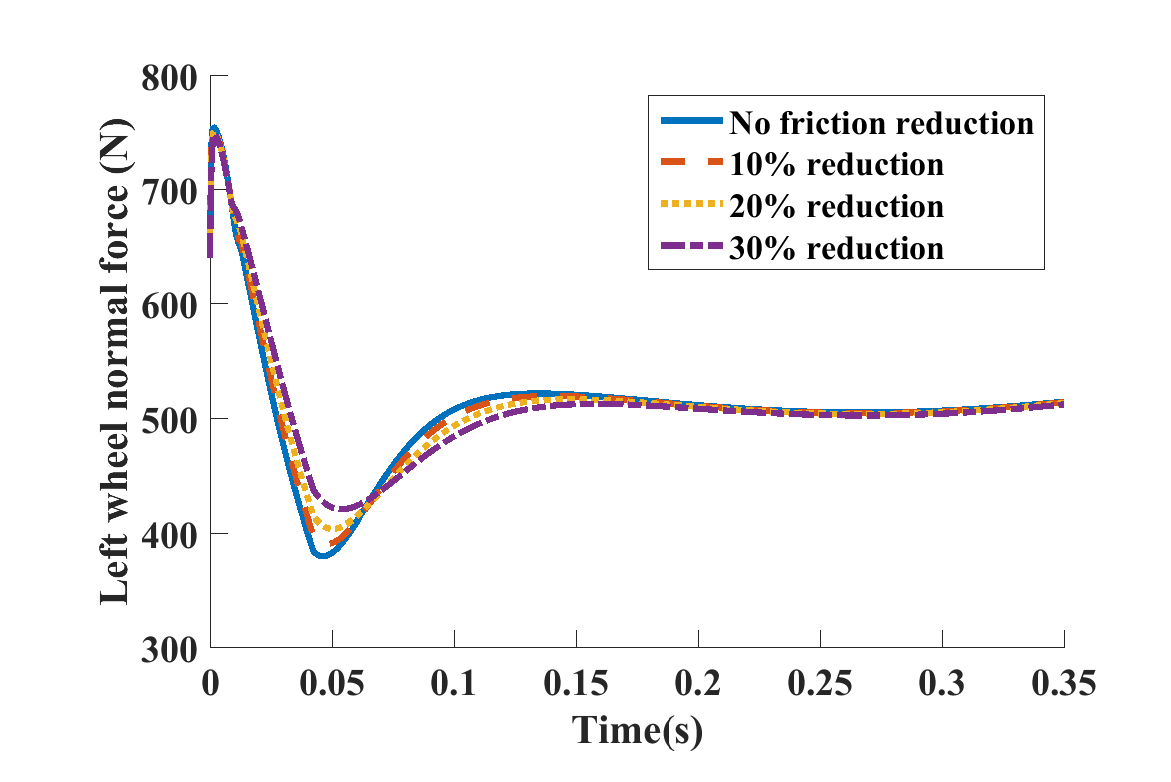 800
700
600
500
400
300
Left wheel normal force (N)
No friction reduction
10% reduction
20% reduction
30% reduction
0 0.05 0.1 0.15 0.2 0.25 0.3 0.35
Time(s)